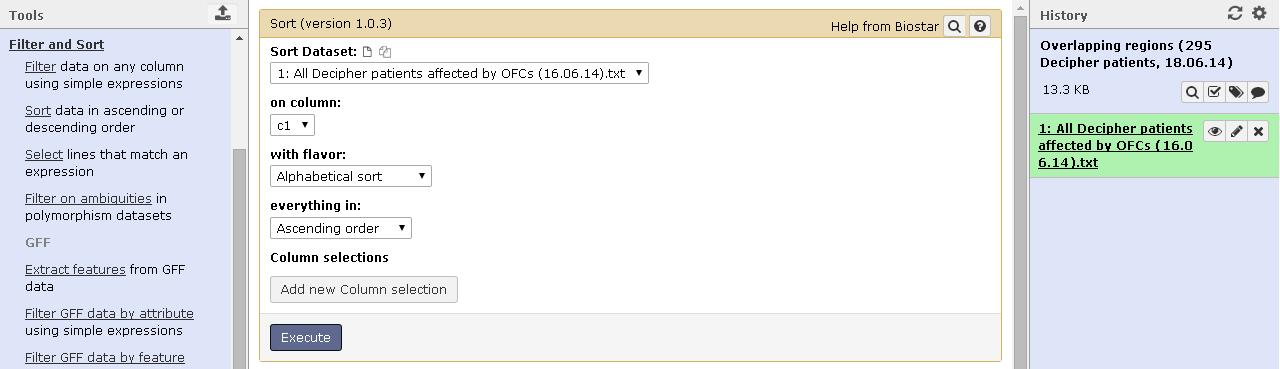 Tools
Filter and Sort
Filter data on any column
using simple expressions
Sort data in ascending or
descending order
Select lines that match an
expression
Filter on ambiguities in
polymorphism datasets
GFF
Extract features from GFF
data
Filter GFF data by attribute
using simple expressions
Filter GFF data by feature
Sort (version 1.0.3)
Help from Biostar
Sort Dataset:
1: All Decipher patients affected by OFCs (16.06.14).txt
on column:
c1
with flavor:
Alphabetical sort
everything in:
Ascending order
Column selections
Add new Column selection
Execute
History
Overlapping regions (295
Decipher patients, 18.06.14)
13.3 KB
1: All Decipher patients
affected by OFCs (16.0
6.14).txt